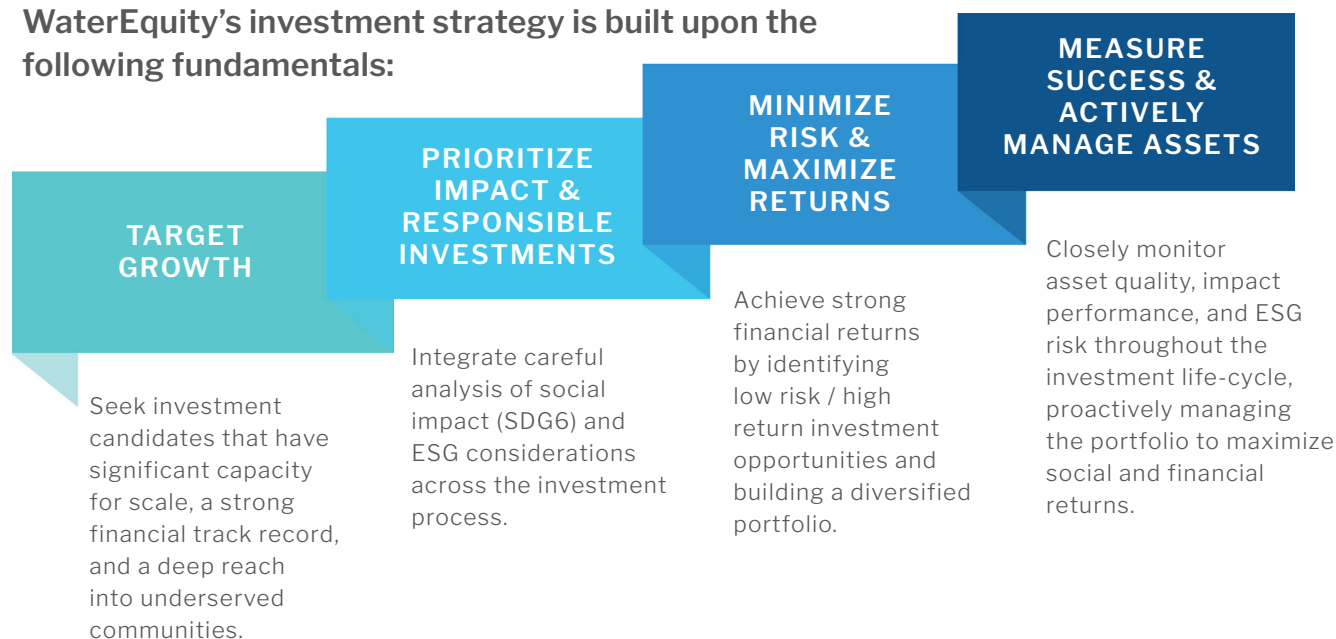 WaterEquity's investment strategy is built upon the
following fundamentals:
TARGET
GROWTH
Seek investment
candidates that have
significant capacity
for scale, a strong
financial track record,
and a deep reach
into underserved
communities.
PRIORITIZE
IMPACT &
RESPONSIBLE
INVESTMENTS
Integrate careful
analysis of social
impact (SDG6) and
ESG considerations
across the investment
process.
MINIMIZE
RISK &
MAXIMIZE
RETURNS
Achieve strong
financial returns
by identifying
low risk / high
return investment
opportunities and
building a diversified
portfolio.
MEASURE
SUCCESS &
ACTIVELY
MANAGE ASSETS
Closely monitor
asset quality, impact
performance, and ESG
risk throughout the
investment life-cycle,
proactively managing
the portfolio to maximize
social and financial
returns.